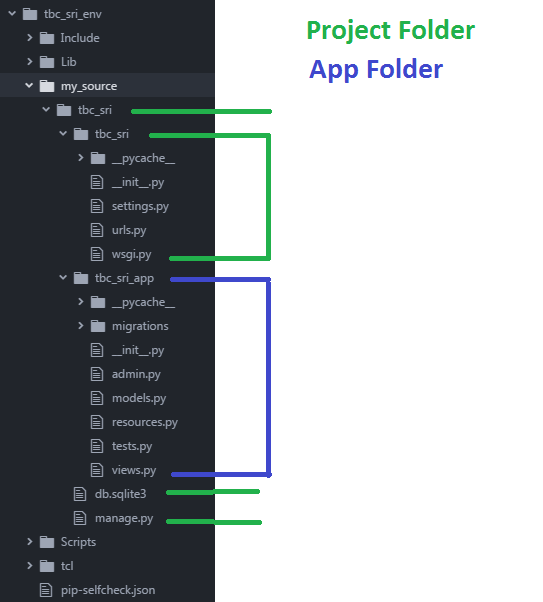 tbc_sri_env
Include
Lib
my_source
tbc_sri
tbc_sri
__pycache__
__init__.py
settings.py
urls.py
wsgi.py
tbc_sri_app
__pycache__
migrations
__init__.py
admin.py
models.py
resources.py
tests.py
views.py
db.sqlite3
manage.py
Scripts
tcl
pip-selfcheck.json
Project Folder
App Folder